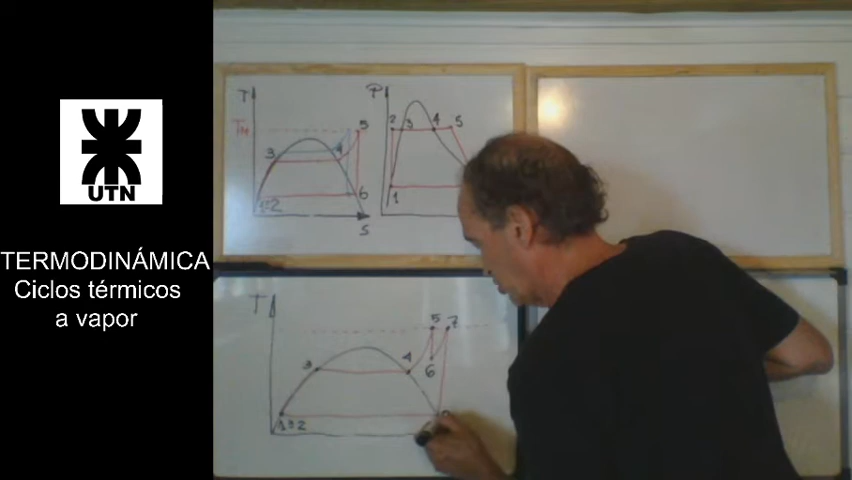 UTN
TERMODINÁMICA
Ciclos térmicos
a vapor
T
TM
3
4
5
1≅2
6
S
P
2
3
4
5
1
T
3
4
5
7
6
1≅2